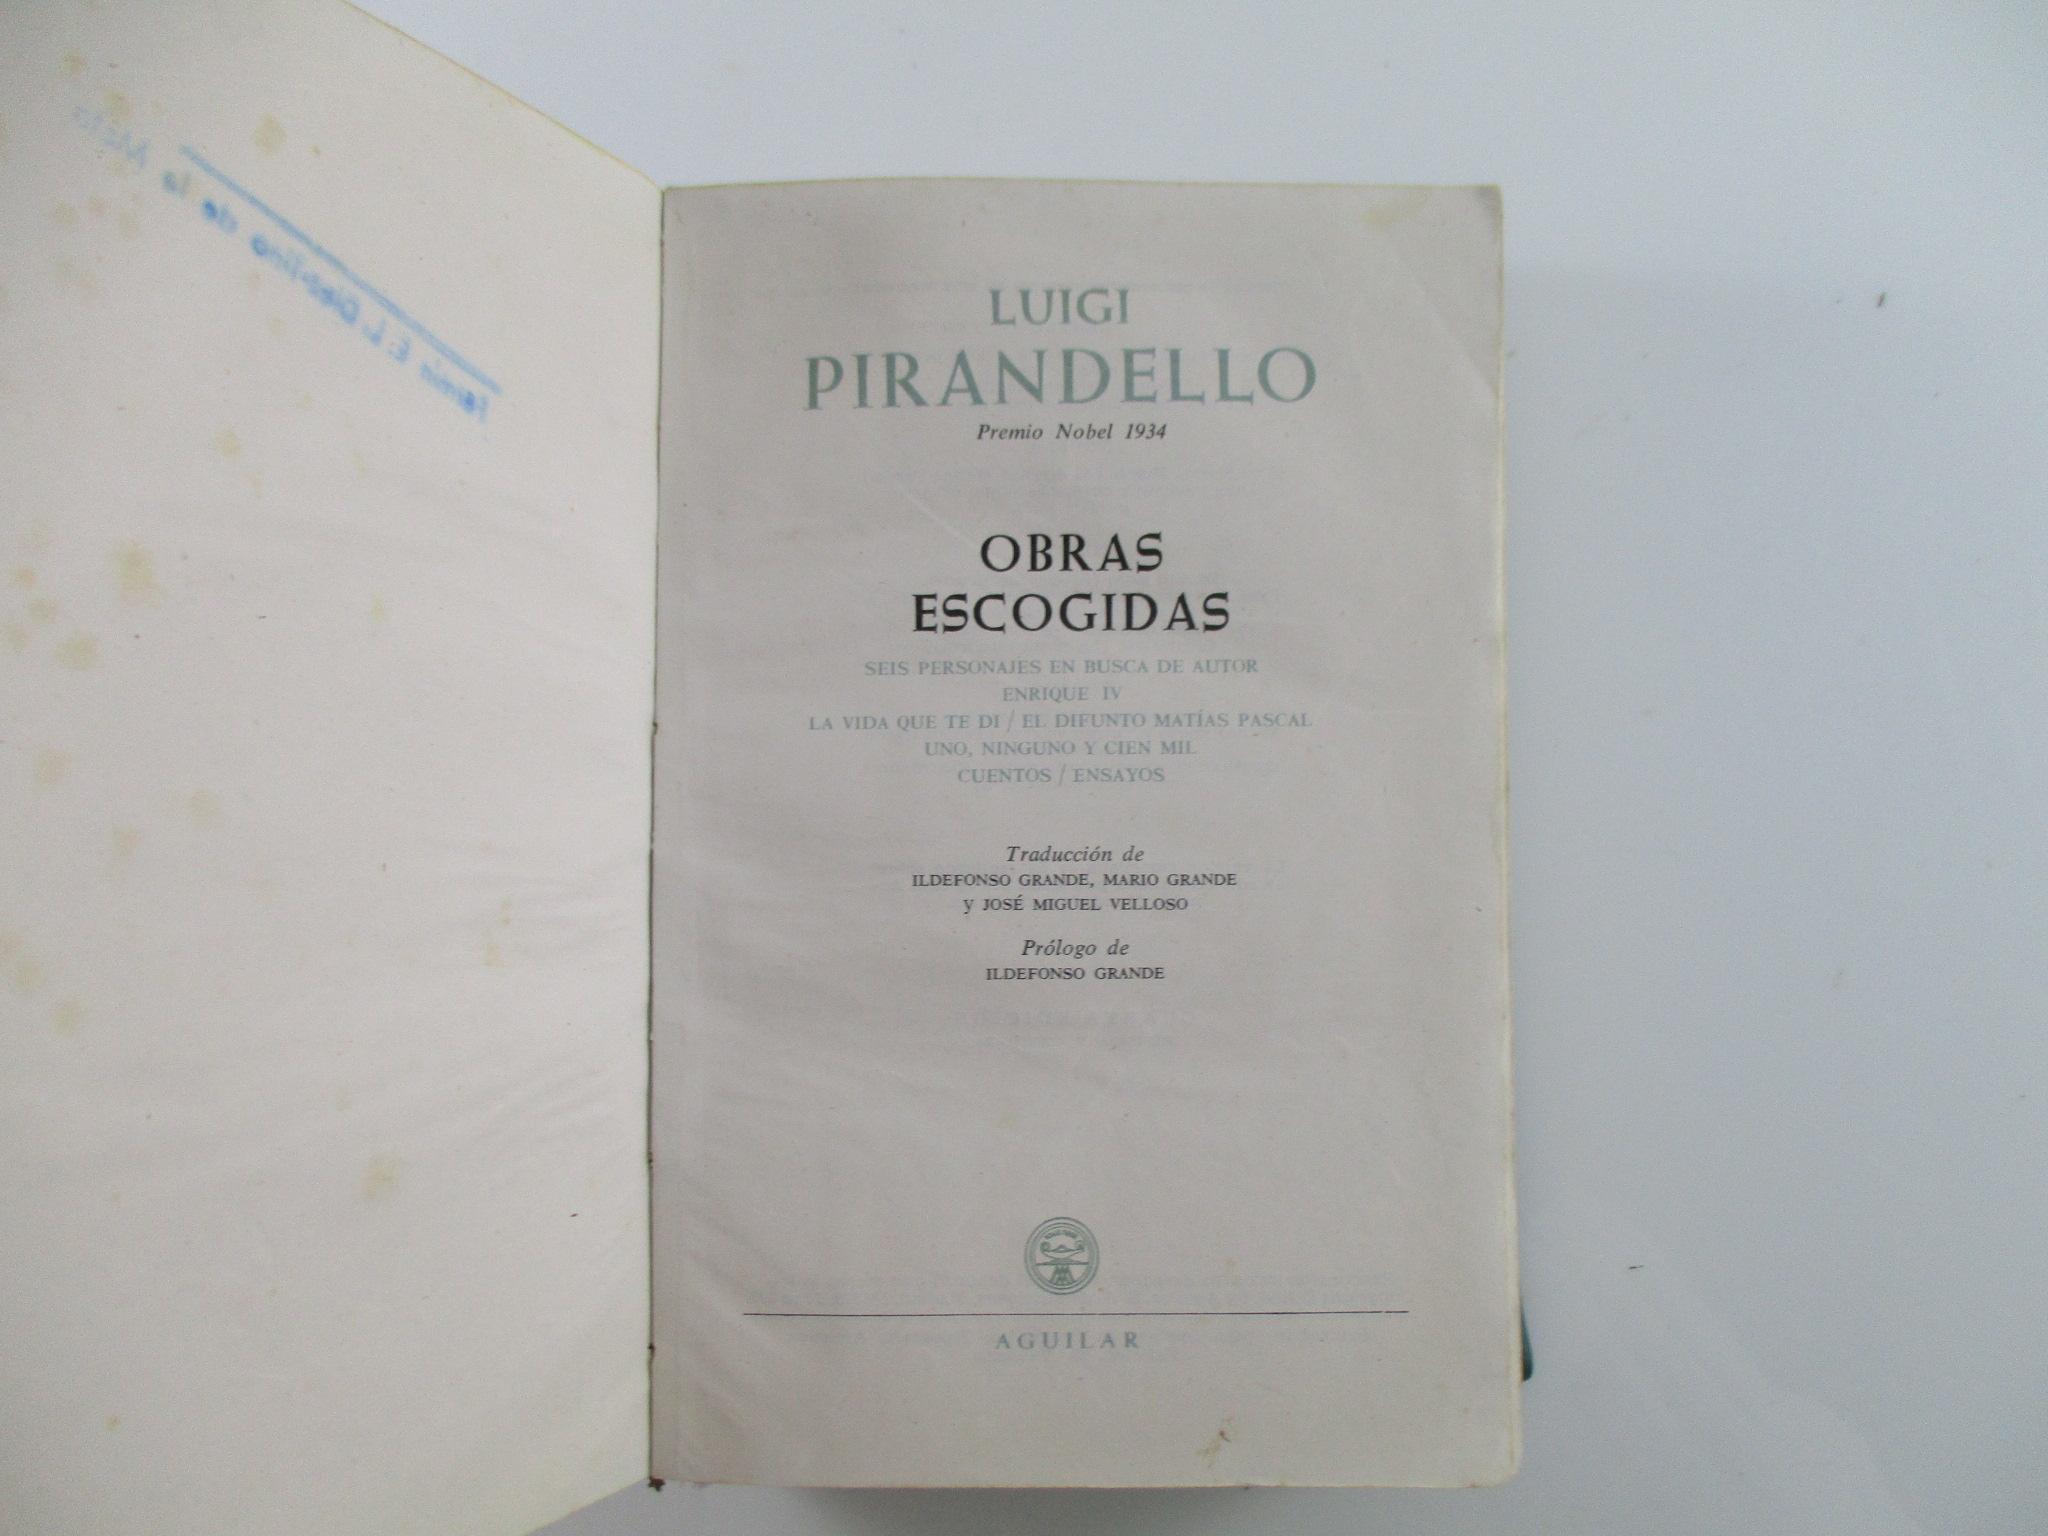 LUIGI
PIRANDELLO
Premio Nobel 1934
OBRAS
ESCOGIDAS
SEIS PERSONAJES EN BUSCA DE AUTOR
ENRIQUE IV
LA VIDA QUE TE DI / EL DIFUNTO MATÍAS PASCAL
UNO, NINGUNO Y CIEN MIL
CUENTOS / ENSAYOS
Traducción de
ILDEFONSO GRANDE, MARIO GRANDE
y JOSÉ MIGUEL VELLOSO
Prólogo de
ILDEFONSO GRANDE
AGUILAR